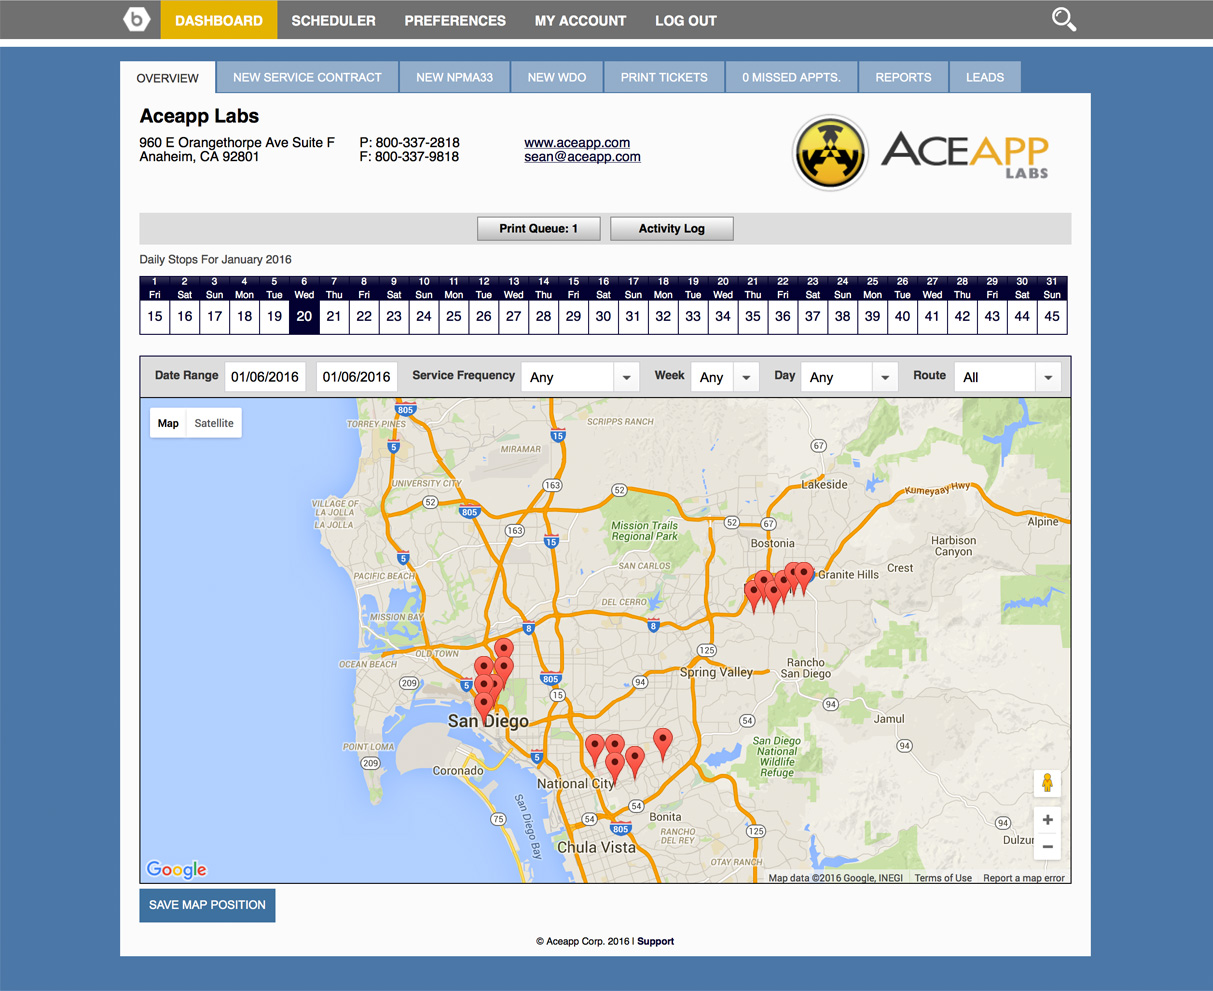 b DASHBOARD SCHEDULER PREFERENCES MY ACCOUNT LOG OUT
OVERVIEW NEW SERVICE CONTRACT NEW NPMA33 NEW WDO PRINT TICKETS 0 MISSED APPTS. REPORTS LEADS
Aceapp Labs
960 E Orangethorpe Ave Suite F P: 800-337-2818 www.aceapp.com
Anaheim, CA 92801 F: 800-337-9818 sean@aceapp.com
ACEAPP
LABS
Print Queue: 1 Activity Log
Daily Stops For January 2016
1 2 3 4 5 6 7 8 9 10 11 12 13 14 15 16 17 18 19 20 21 22 23 24 25 26 27 28 29 30 31
Fri Sat Sun Mon Tue Wed Thu Fri Sat Sun Mon Tue Wed Thu Fri Sat Sun Mon Tue Wed Thu Fri Sat Sun Mon Tue Wed Thu Fri Sat Sun
15 16 17 18 19 20 21 22 23 24 25 26 27 28 29 30 31 32 33 34 35 36 37 38 39 40 41 42 43 44 45
Date Range 01/06/2016 01/06/2016 Service Frequency Any Week Any Day Any Route All
Map Satellite
805
TORREY PINES
SCRIPPS RANCH
15
5
MIRAMAR
67
UNIVERSITY CITY
163
52
Lakeside
Kumeyaay Hwy
VILLAGE OF
LA JOLLA
LA JOLLA
52
805
163
Mission Trails
Regional Park
52
67
Alpine
15
Bostonia
Harbison
Canyon
5
SAN CARLOS
Crest
PACIFIC BEACH
Granite Hills
DEL CERRO
MISSION BAY
8
8
OLD TOWN
125
OCEAN BEACH
Spring Valley
Rancho
San Diego
209
5
805
94
15
94
San Diego
54
Jamul
POINT LOMA
San Diego
National
Wildlife
Refuge
94
209
Coronado
5
National City
54
75
San Diego Bay
54
Bonita
94
805
RANCHO
DEL REY
125
Dulzur
Chula Vista
OTAY RANCH
+
−
Google
Map data ©2016 Google, INEGI Terms of Use Report a map error
SAVE MAP POSITION
© Aceapp Corp. 2016 | Support